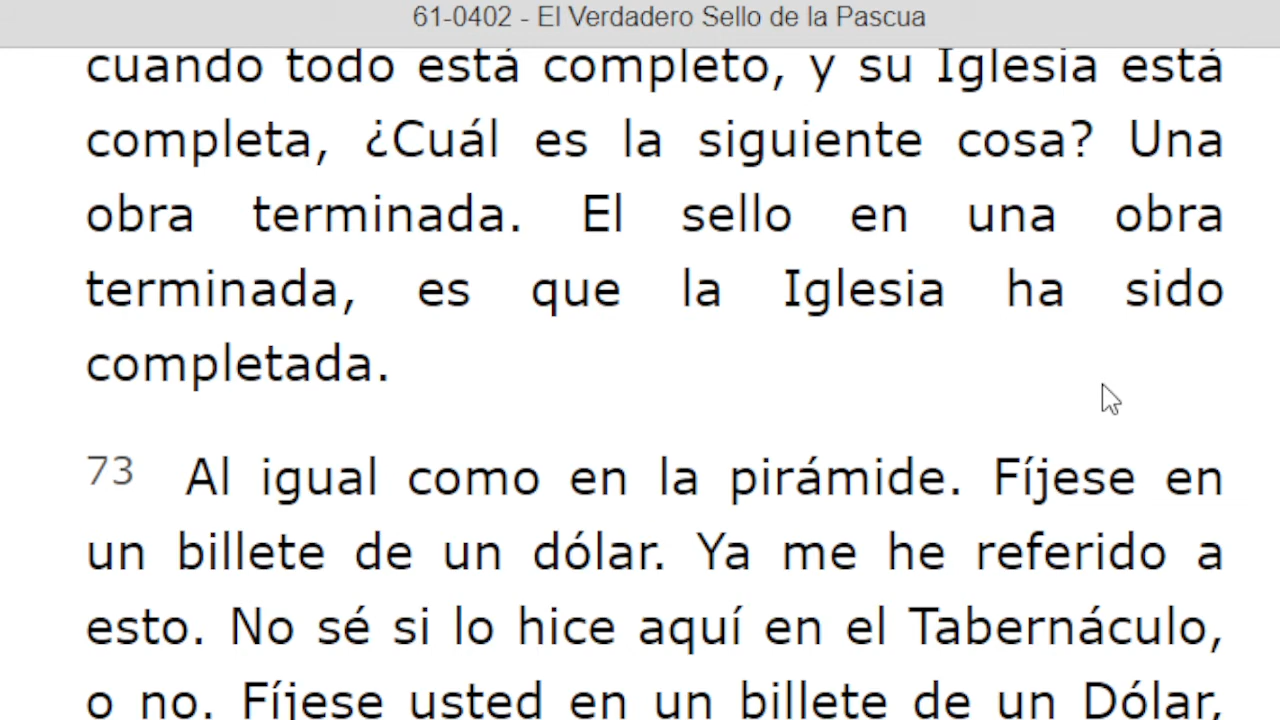 61-0402 - El Verdadero Sello de la Pascua
cuando todo está completo, y su Iglesia está
completa, ¿Cuál es la siguiente cosa? Una
obra terminada. El sello en una obra
terminada, es que la Iglesia ha sido
completada.
73 Al igual como en la pirámide. Fíjese en
un billete de un dólar. Ya me he referido a
esto. No sé si lo hice aquí en el Tabernáculo,
o no. Fíjese usted en un billete de un Dólar,